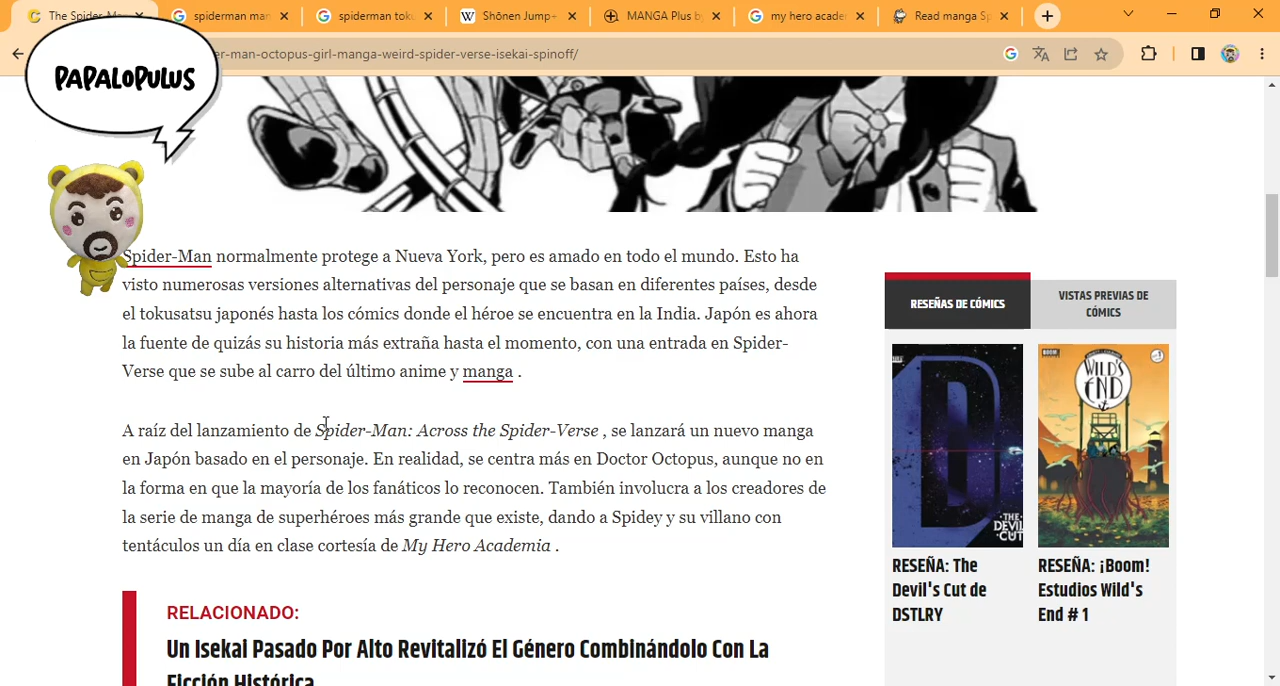 The Spider-Ma
spiderman man
spiderman toku
Shōnen Jump+
MANGA Plus by
my hero acade
Read manga Sp
r-man-octopus-girl-manga-weird-spider-verse-isekai-spinoff/
PAPALOPULUS
Spider-Man normalmente protege a Nueva York, pero es amado en todo el mundo. Esto ha
visto numerosas versiones alternativas del personaje que se basan en diferentes países, desde
el tokusatsu japonés hasta los cómics donde el héroe se encuentra en la India. Japón es ahora
la fuente de quizás su historia más extraña hasta el momento, con una entrada en Spider-
Verse que se sube al carro del último anime y manga .
A raíz del lanzamiento de Spider-Man: Across the Spider-Verse , se lanzará un nuevo manga
en Japón basado en el personaje. En realidad, se centra más en Doctor Octopus, aunque no en
la forma en que la mayoría de los fanáticos lo reconocen. También involucra a los creadores de
la serie de manga de superhéroes más grande que existe, dando a Spidey y su villano con
tentáculos un día en clase cortesía de My Hero Academia .
RELACIONADO:
Un Isekai Pasado Por Alto Revitalizó El Género Combinándolo Con La
Ficción Histórica
RESEÑAS DE CÓMICS
VISTAS PREVIAS DE
CÓMICS
THE
DEVIL'S
CUT
BOOM!
WILD'S
END
RESEÑA: The
Devil's Cut de
DSTLRY
RESEÑA: ¡Boom!
Estudios Wild's
End # 1